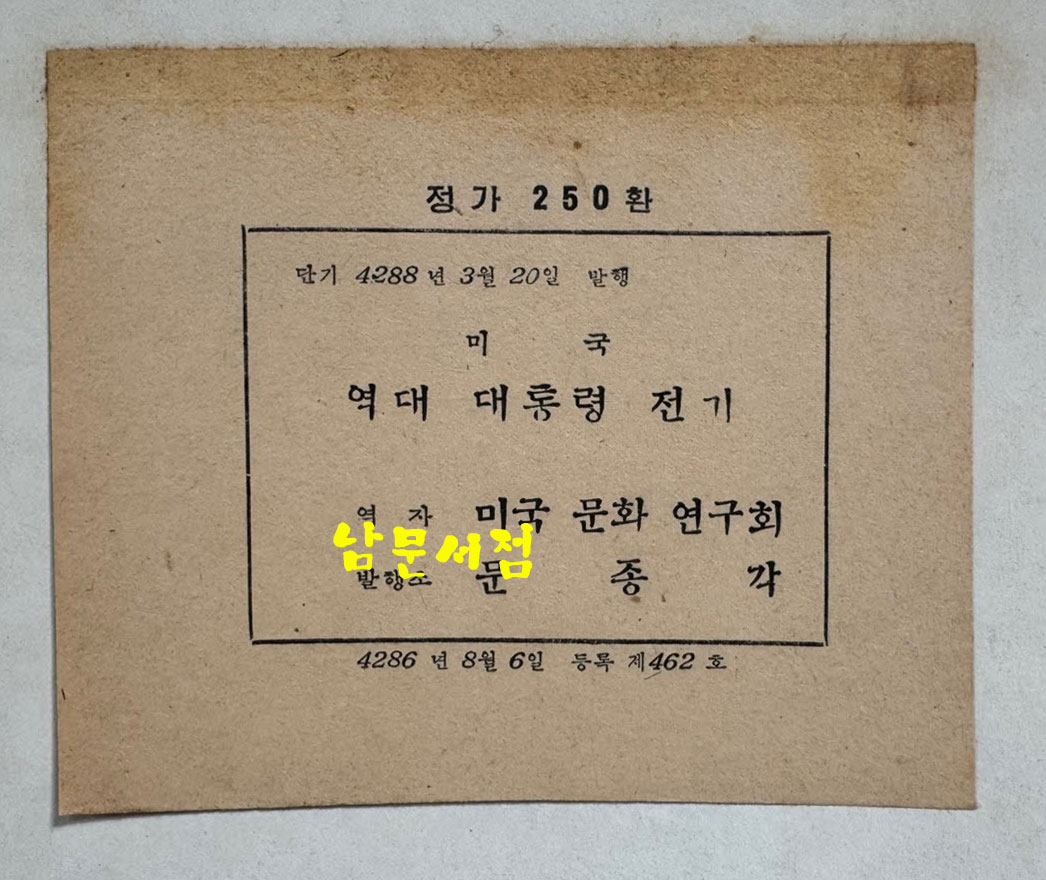 정가 250환
단기 4288년 3월 20일 발행
미 국
역대 대통령 전기
역 자 미국 문화 연구회
남문서점
발행소 문 종 각
4286년 8월 6일 등록 제462호